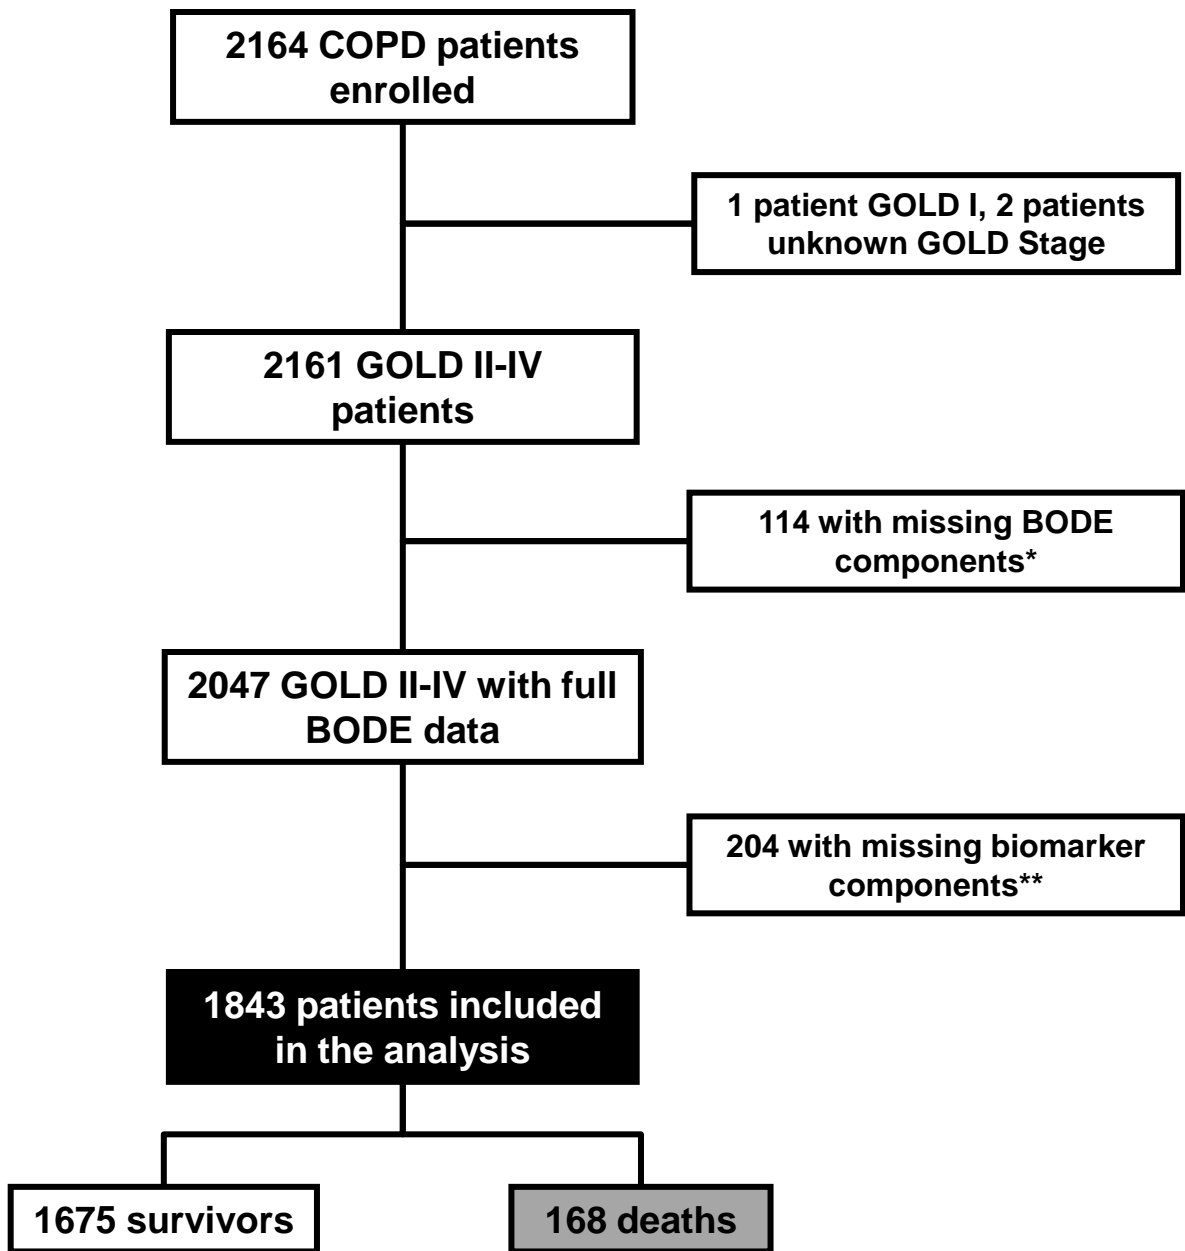 2164 COPD patients
enrolled
1 patient GOLD I, 2 patients
unknown GOLD Stage
2161 GOLD II-IV
patients
114 with missing BODE
components*
2047 GOLD II-IV with full
BODE data
204 with missing biomarker
components**
1843 patients included
in the analysis
1675 survivors
168 deaths